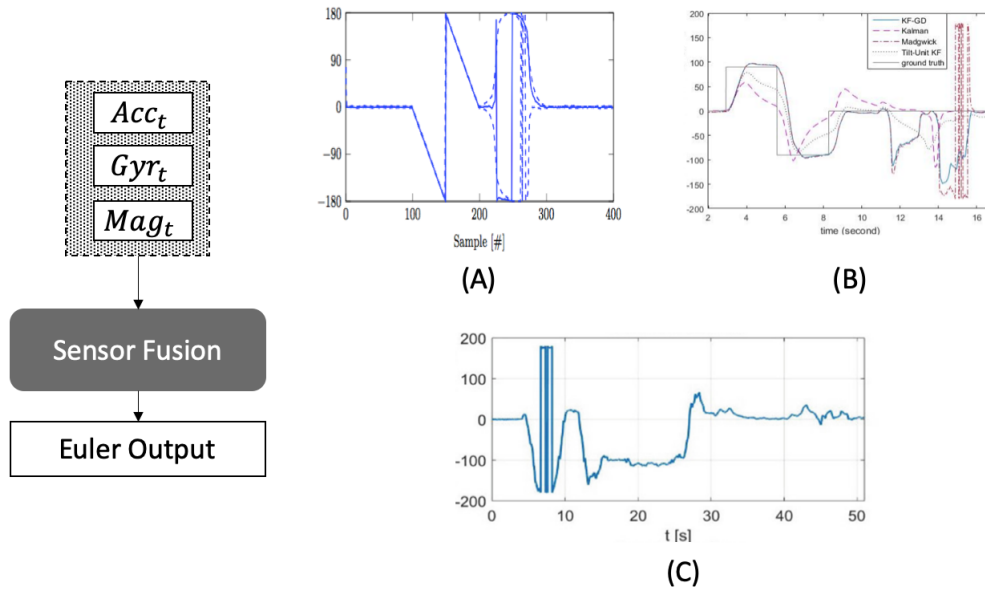 Acc_t
Gyr_t
Mag_t
Sensor Fusion
Euler Output
180
90
0
−90
−180
0
100
200
300
400
Sample [#]
(A)
200
150
100
50
0
-50
-100
-150
-200
2
4
6
8
10
12
14
16
time (second)
KF-GD
Kalman
Madgwick
Tilt-Unit KF
ground truth
(B)
200
100
0
-100
-200
0
10
20
30
40
50
t [s]
(C)